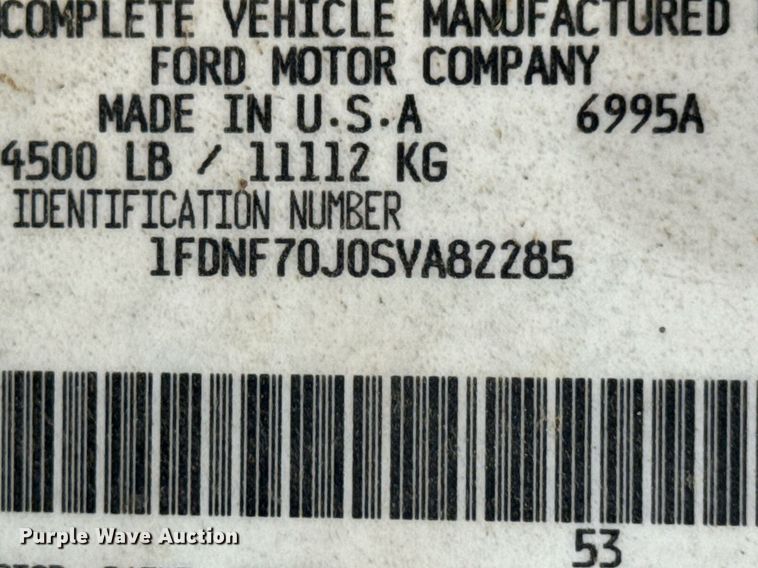 NCOMPLETE VEHICLE MANUFACTURED
FORD MOTOR COMPANY
MADE IN U.S.A 6995A
4500 LB / 11112 KG
IDENTIFICATION NUMBER
1FDNF70J0SVA82285
Purple Wave Auction
53